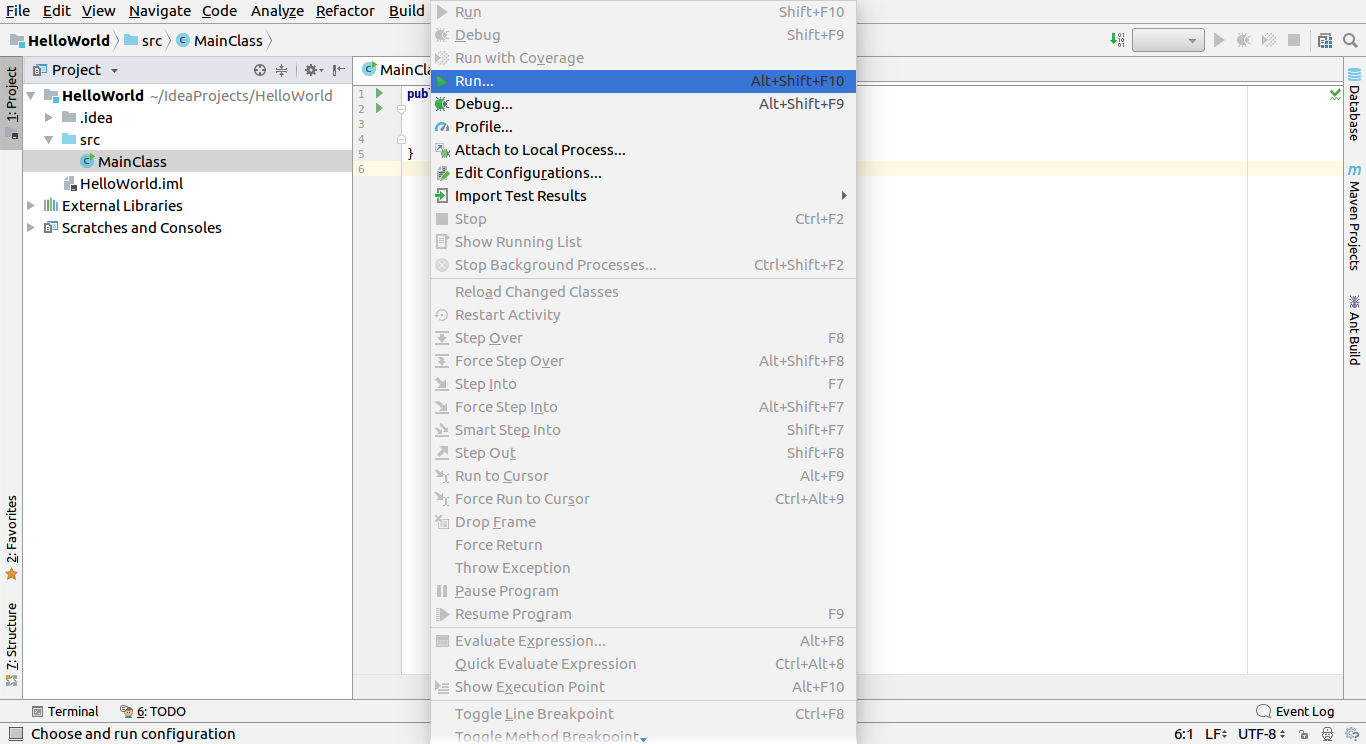 File Edit View Navigate Code Analyze Refactor Build
HelloWorld src MainClass
1: Project
2: Favorites
7: Structure
Project
HelloWorld ~/IdeaProjects/HelloWorld
.idea
src
MainClass
HelloWorld.iml
External Libraries
Scratches and Consoles
MainCla
1 publ
2
3
4
5 }
6
Run Shift+F10
Debug Shift+F9
Run with Coverage
Run... Alt+Shift+F10
Debug... Alt+Shift+F9
Profile...
Attach to Local Process...
Edit Configurations...
Import Test Results
Stop Ctrl+F2
Show Running List
Stop Background Processes... Ctrl+Shift+F2
Reload Changed Classes
Restart Activity
Step Over F8
Force Step Over Alt+Shift+F8
Step Into F7
Force Step Into Alt+Shift+F7
Smart Step Into Shift+F7
Step Out Shift+F8
Run to Cursor Alt+F9
Force Run to Cursor Ctrl+Alt+9
Drop Frame
Force Return
Throw Exception
Pause Program
Resume Program F9
Evaluate Expression... Alt+F8
Quick Evaluate Expression Ctrl+Alt+8
Show Execution Point Alt+F10
Toggle Line Breakpoint Ctrl+F8
Toggle Method Breakpoint
Database
m Maven Projects
Ant Build
Terminal 6: TODO Event Log
Choose and run configuration 6:1 LF UTF-8